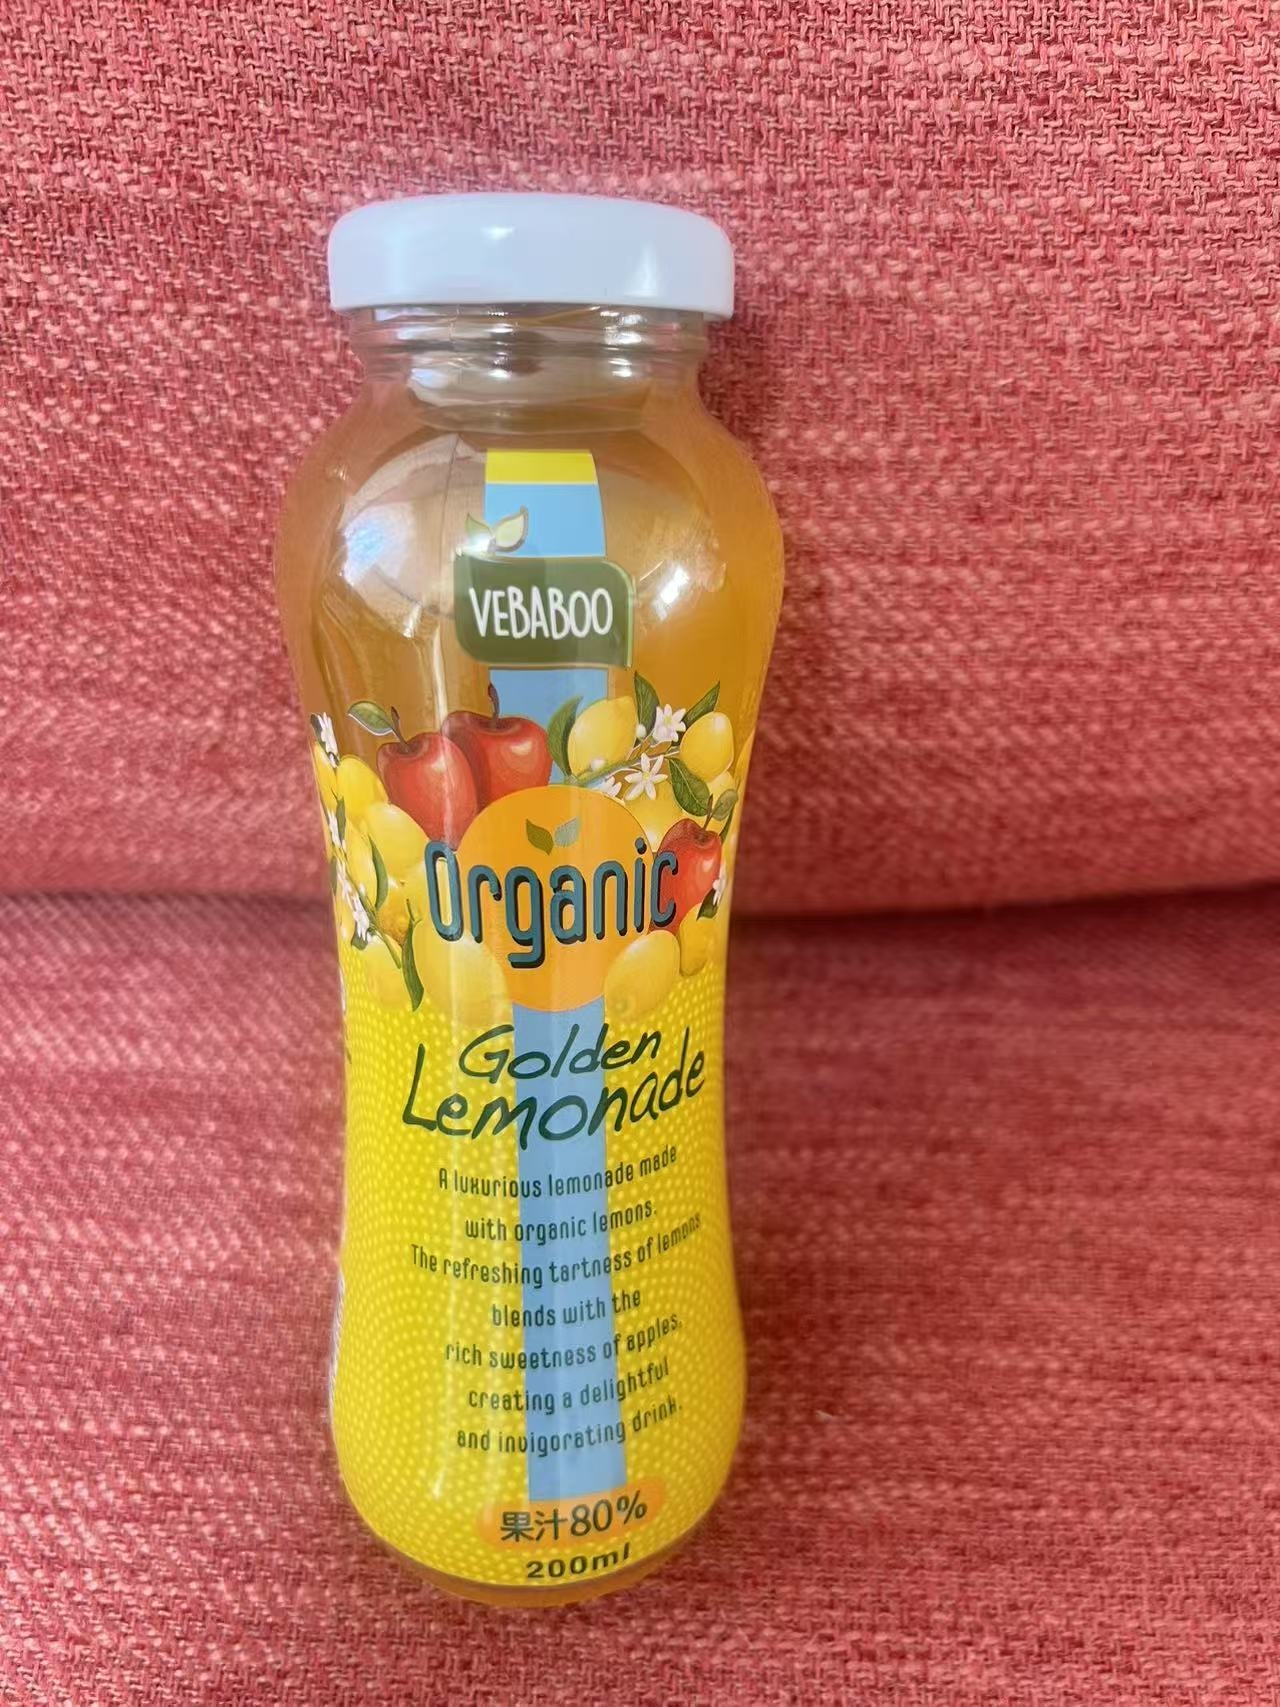 VEBABOO
Organic
Golden
Lemonade
A luxurious lemonade made
with organic lemons.
The refreshing tartness of lemons
blends with the
rich sweetness of apples,
creating a delightful
and invigorating drink.
果汁80%
200ml